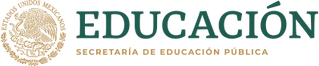 ESTADOS UNIDOS MEXICANOS
EDUCACIÓN
SECRETARÍA DE EDUCACIÓN PÚBLICA